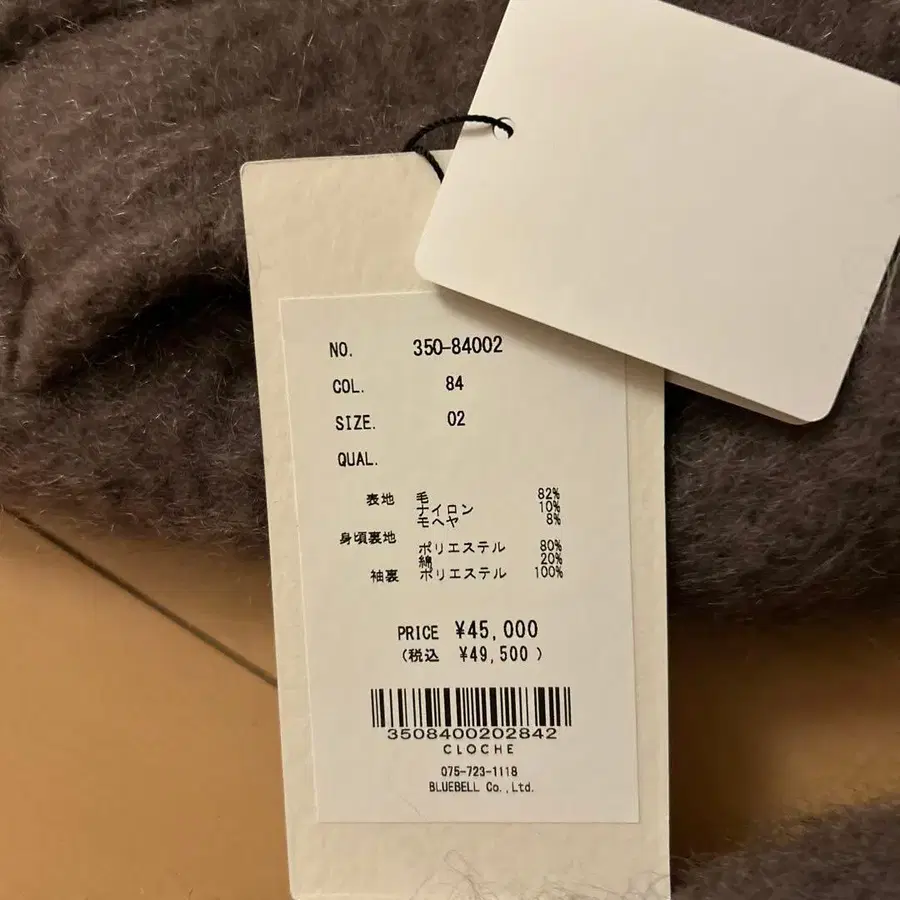 NO. 350-84002
COL. 84
SIZE. 02
QUAL.
表地 毛 82%
ナイロン 10%
モヘヤ 8%
身頃裏地
ポリエステル 80%
綿 20%
袖裏 ポリエステル 100%
PRICE ¥45,000
(税込 ¥49,500 )
3508400202842
CLOCHE
075-723-1118
BLUEBELL Co.,Ltd.